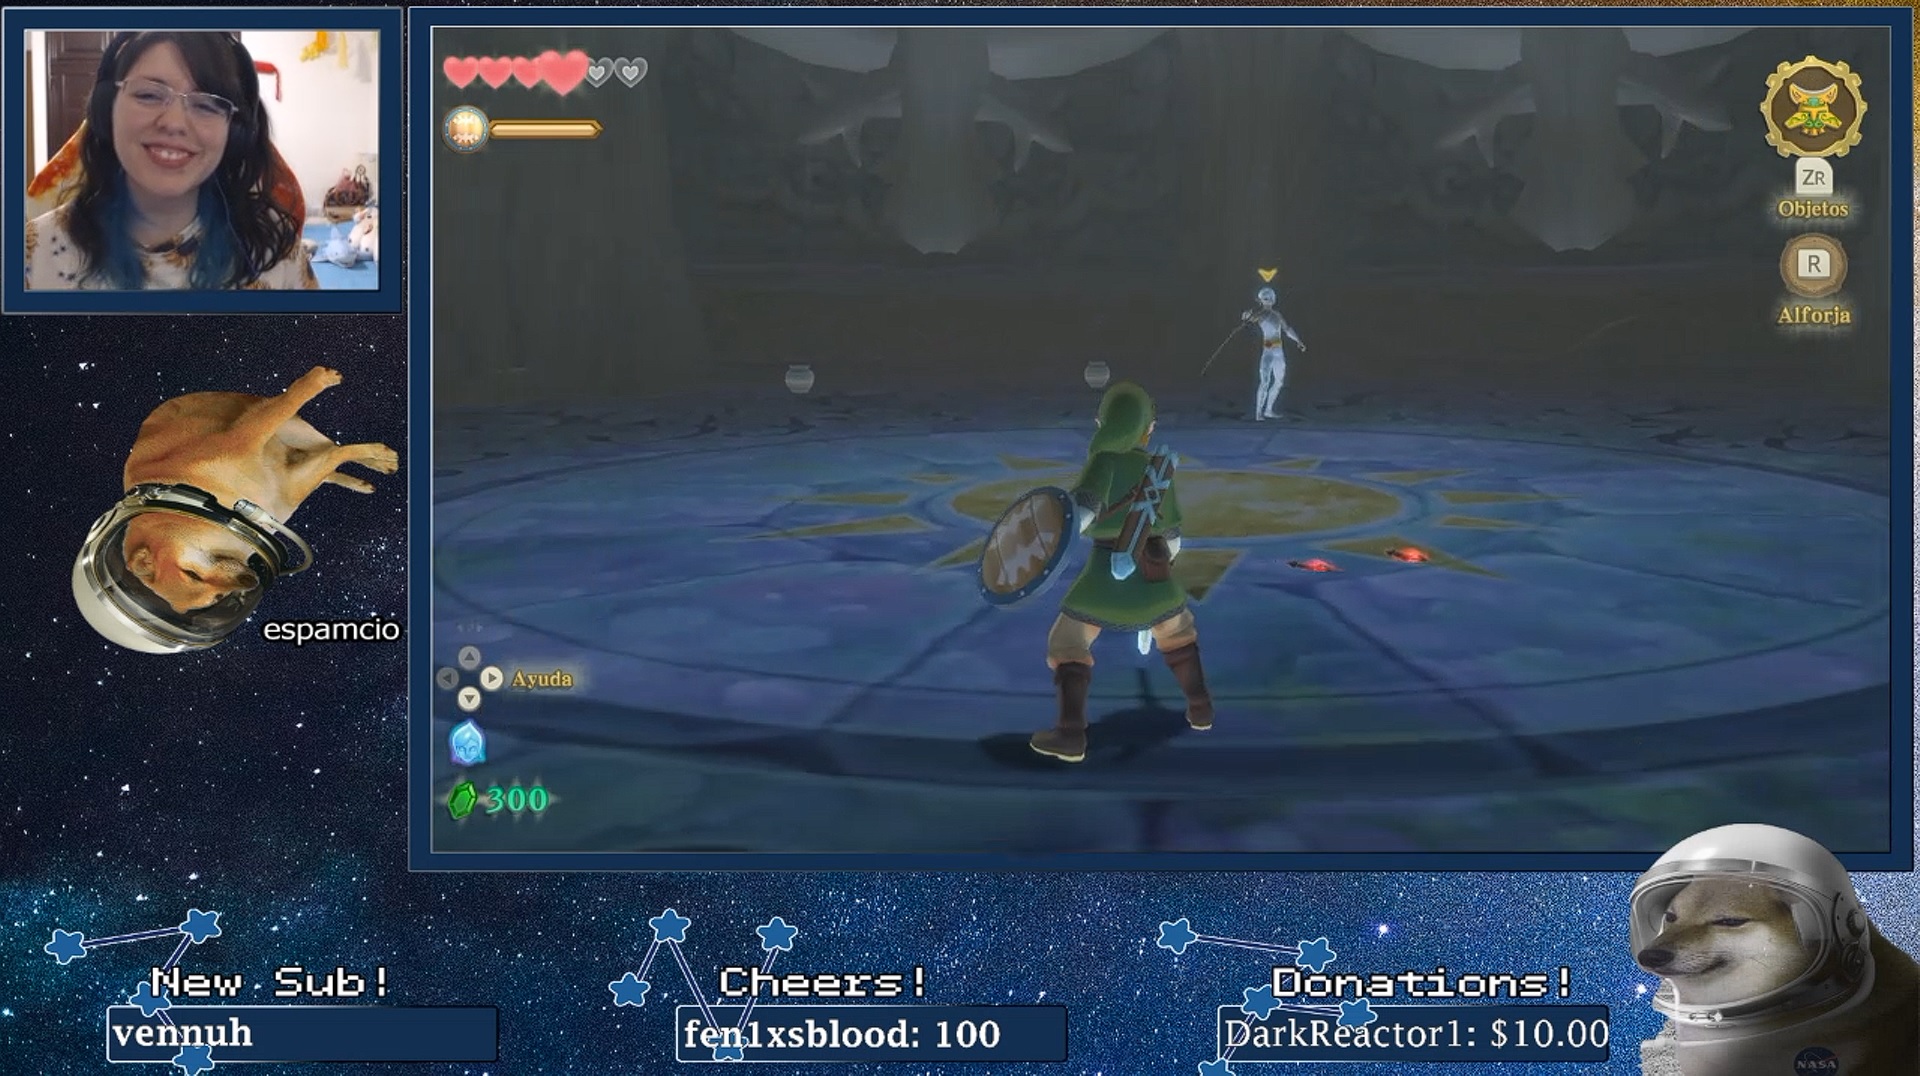 ZR
Objetos
R
Alforja
espamcio
Ayuda
300
New Sub!
Cheers!
Donations!
vennuh
fen1xsblood: 100
DarkReactor1: $10.00
NASA